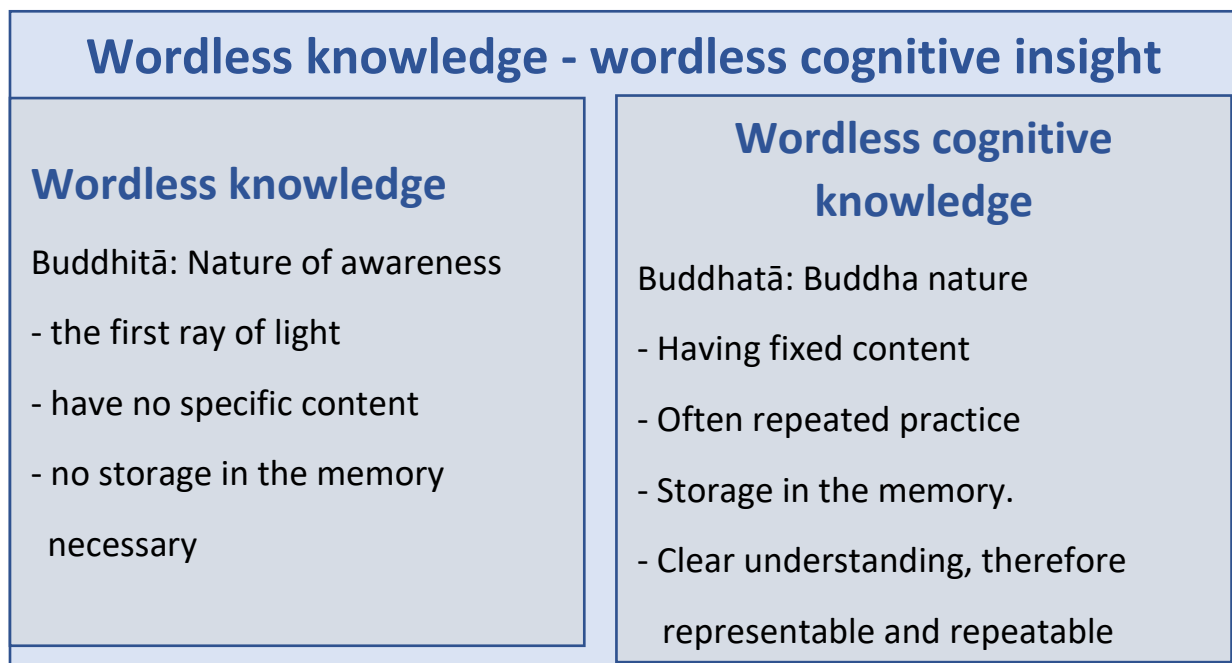 Wordless knowledge - wordless cognitive insight
Wordless knowledge
Buddhitā: Nature of awareness
- the first ray of light
- have no specific content
- no storage in the memory
necessary
Wordless cognitive
knowledge
Buddhatā: Buddha nature
- Having fixed content
- Often repeated practice
- Storage in the memory.
- Clear understanding, therefore
representable and repeatable